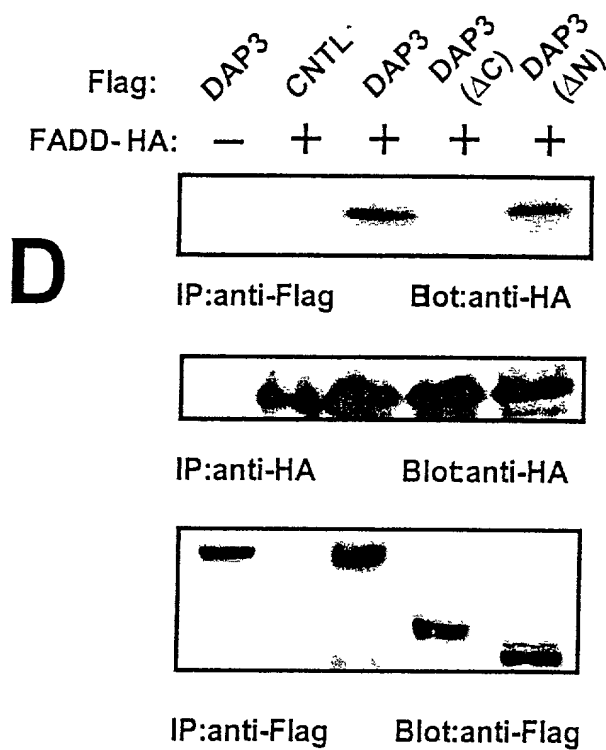 Flag: DAP3 CNTL DAP3 DAP3 (ΔC) DAP3 (ΔN)
FADD-HA: − + + + +
D
IP:anti-Flag Blot:anti-HA
IP:anti-HA Blot:anti-HA
IP:anti-Flag Blot:anti-Flag